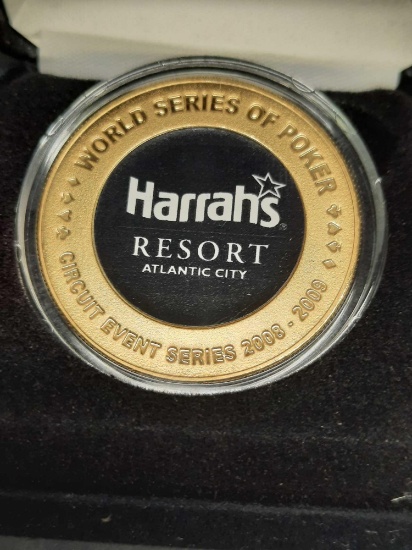 WORLD SERIES OF POKER
Harrah's®
RESORT
ATLANTIC CITY
CIRCUIT EVENT SERIES 2008 - 2009